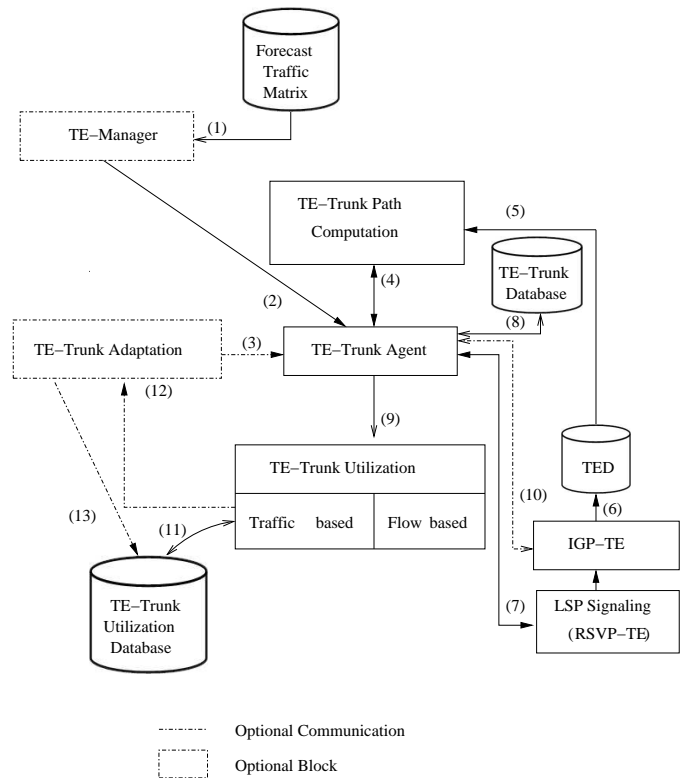 Forecast
Traffic
Matrix
(1)
TE−Manager
TE−Trunk Path
Computation
(5)
TE−Trunk
Database
(4)
(2)
(8)
TE−Trunk Adaptation
(3)
TE−Trunk Agent
(12)
(9)
TE−Trunk Utilization
TED
(10)
(6)
(13)
(11)
Traffic based
Flow based
IGP−TE
TE−Trunk
Utilization
Database
(7)
LSP Signaling
(RSVP−TE)
Optional Communication
Optional Block